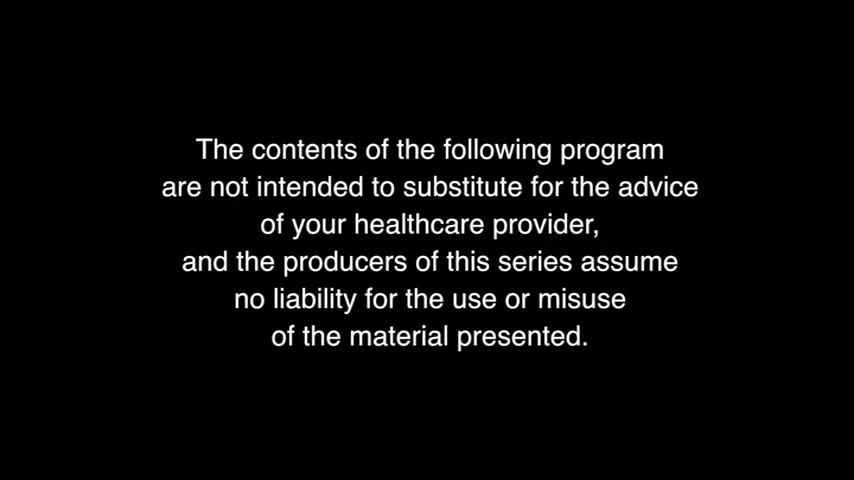 The contents of the following program
are not intended to substitute for the advice
of your healthcare provider,
and the producers of this series assume
no liability for the use or misuse
of the material presented.